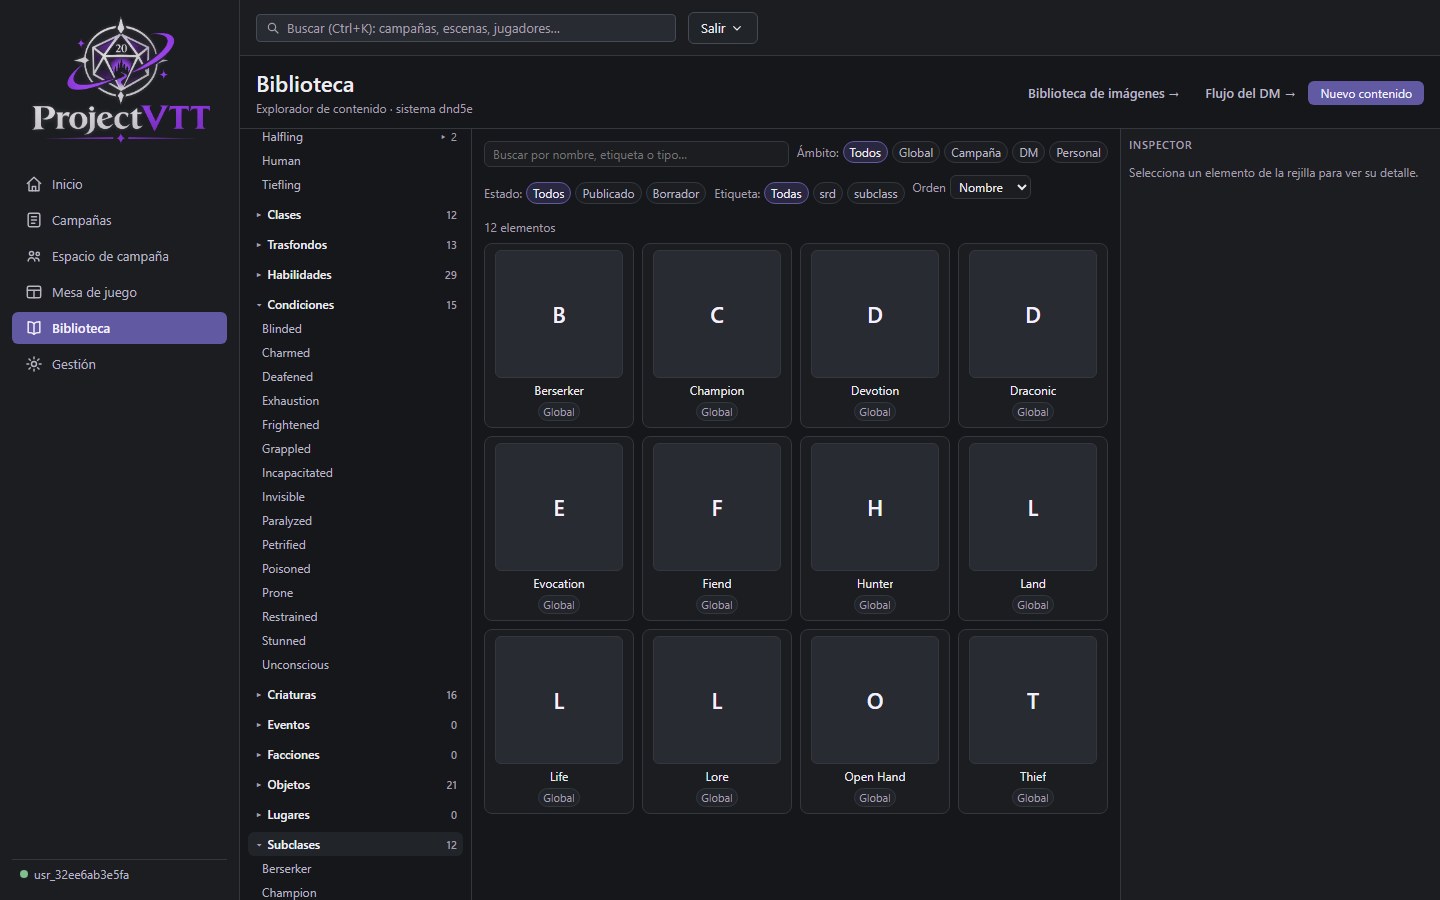 20
ProjectVTT
Inicio
Campañas
Espacio de campaña
Mesa de juego
Biblioteca
Gestión
usr_32ee6ab3e5fa
Buscar (Ctrl+K): campañas, escenas, jugadores...
Salir
Biblioteca
Explorador de contenido · sistema dnd5e
Biblioteca de imágenes →
Flujo del DM →
Nuevo contenido
Halfling ▸ 2
Human
Tiefling
▸ Clases 12
▸ Trasfondos 13
▸ Habilidades 29
▾ Condiciones 15
Blinded
Charmed
Deafened
Exhaustion
Frightened
Grappled
Incapacitated
Invisible
Paralyzed
Petrified
Poisoned
Prone
Restrained
Stunned
Unconscious
▸ Criaturas 16
▸ Eventos 0
▸ Facciones 0
▸ Objetos 21
▸ Lugares 0
▾ Subclases 12
Berserker
Champion
Buscar por nombre, etiqueta o tipo...
Ámbito: Todos Global Campaña DM Personal
Estado: Todos Publicado Borrador Etiqueta: Todas srd subclass Orden Nombre
12 elementos
B
Berserker
Global
C
Champion
Global
D
Devotion
Global
D
Draconic
Global
E
Evocation
Global
F
Fiend
Global
H
Hunter
Global
L
Land
Global
L
Life
Global
L
Lore
Global
O
Open Hand
Global
T
Thief
Global
INSPECTOR
Selecciona un elemento de la rejilla para ver su detalle.